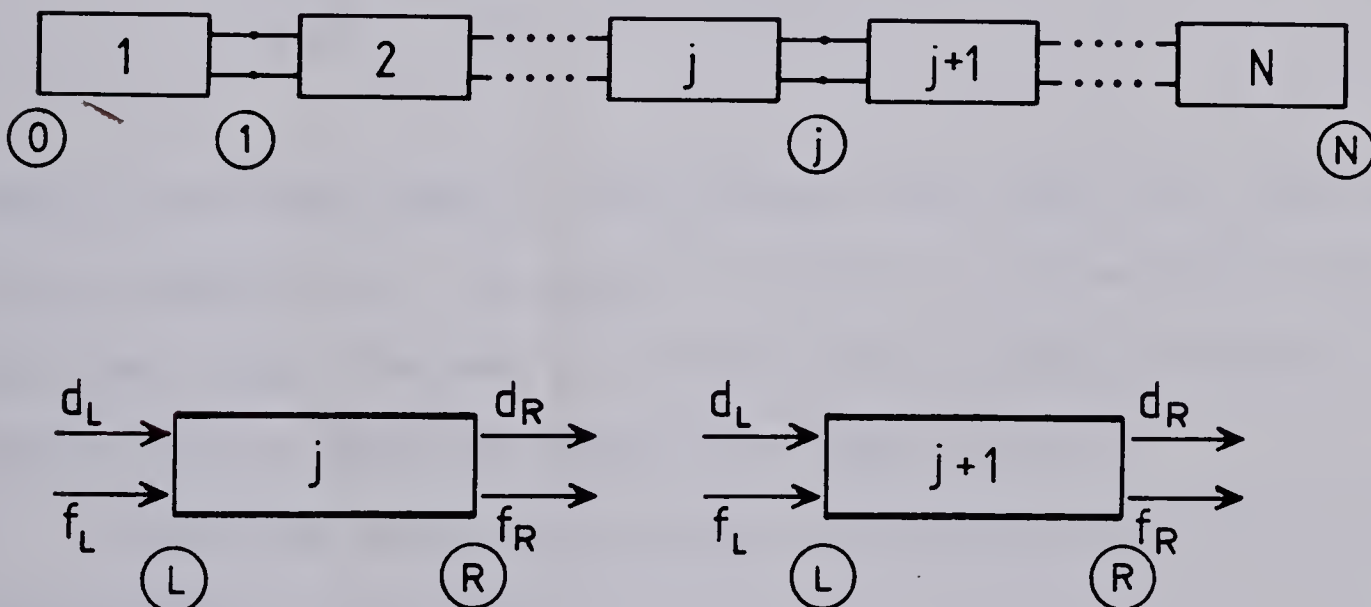 1 2 j j+1 N
0 1 j N
d_L d_R d_L d_R
j j+1
f_L f_R f_L f_R
L R L R